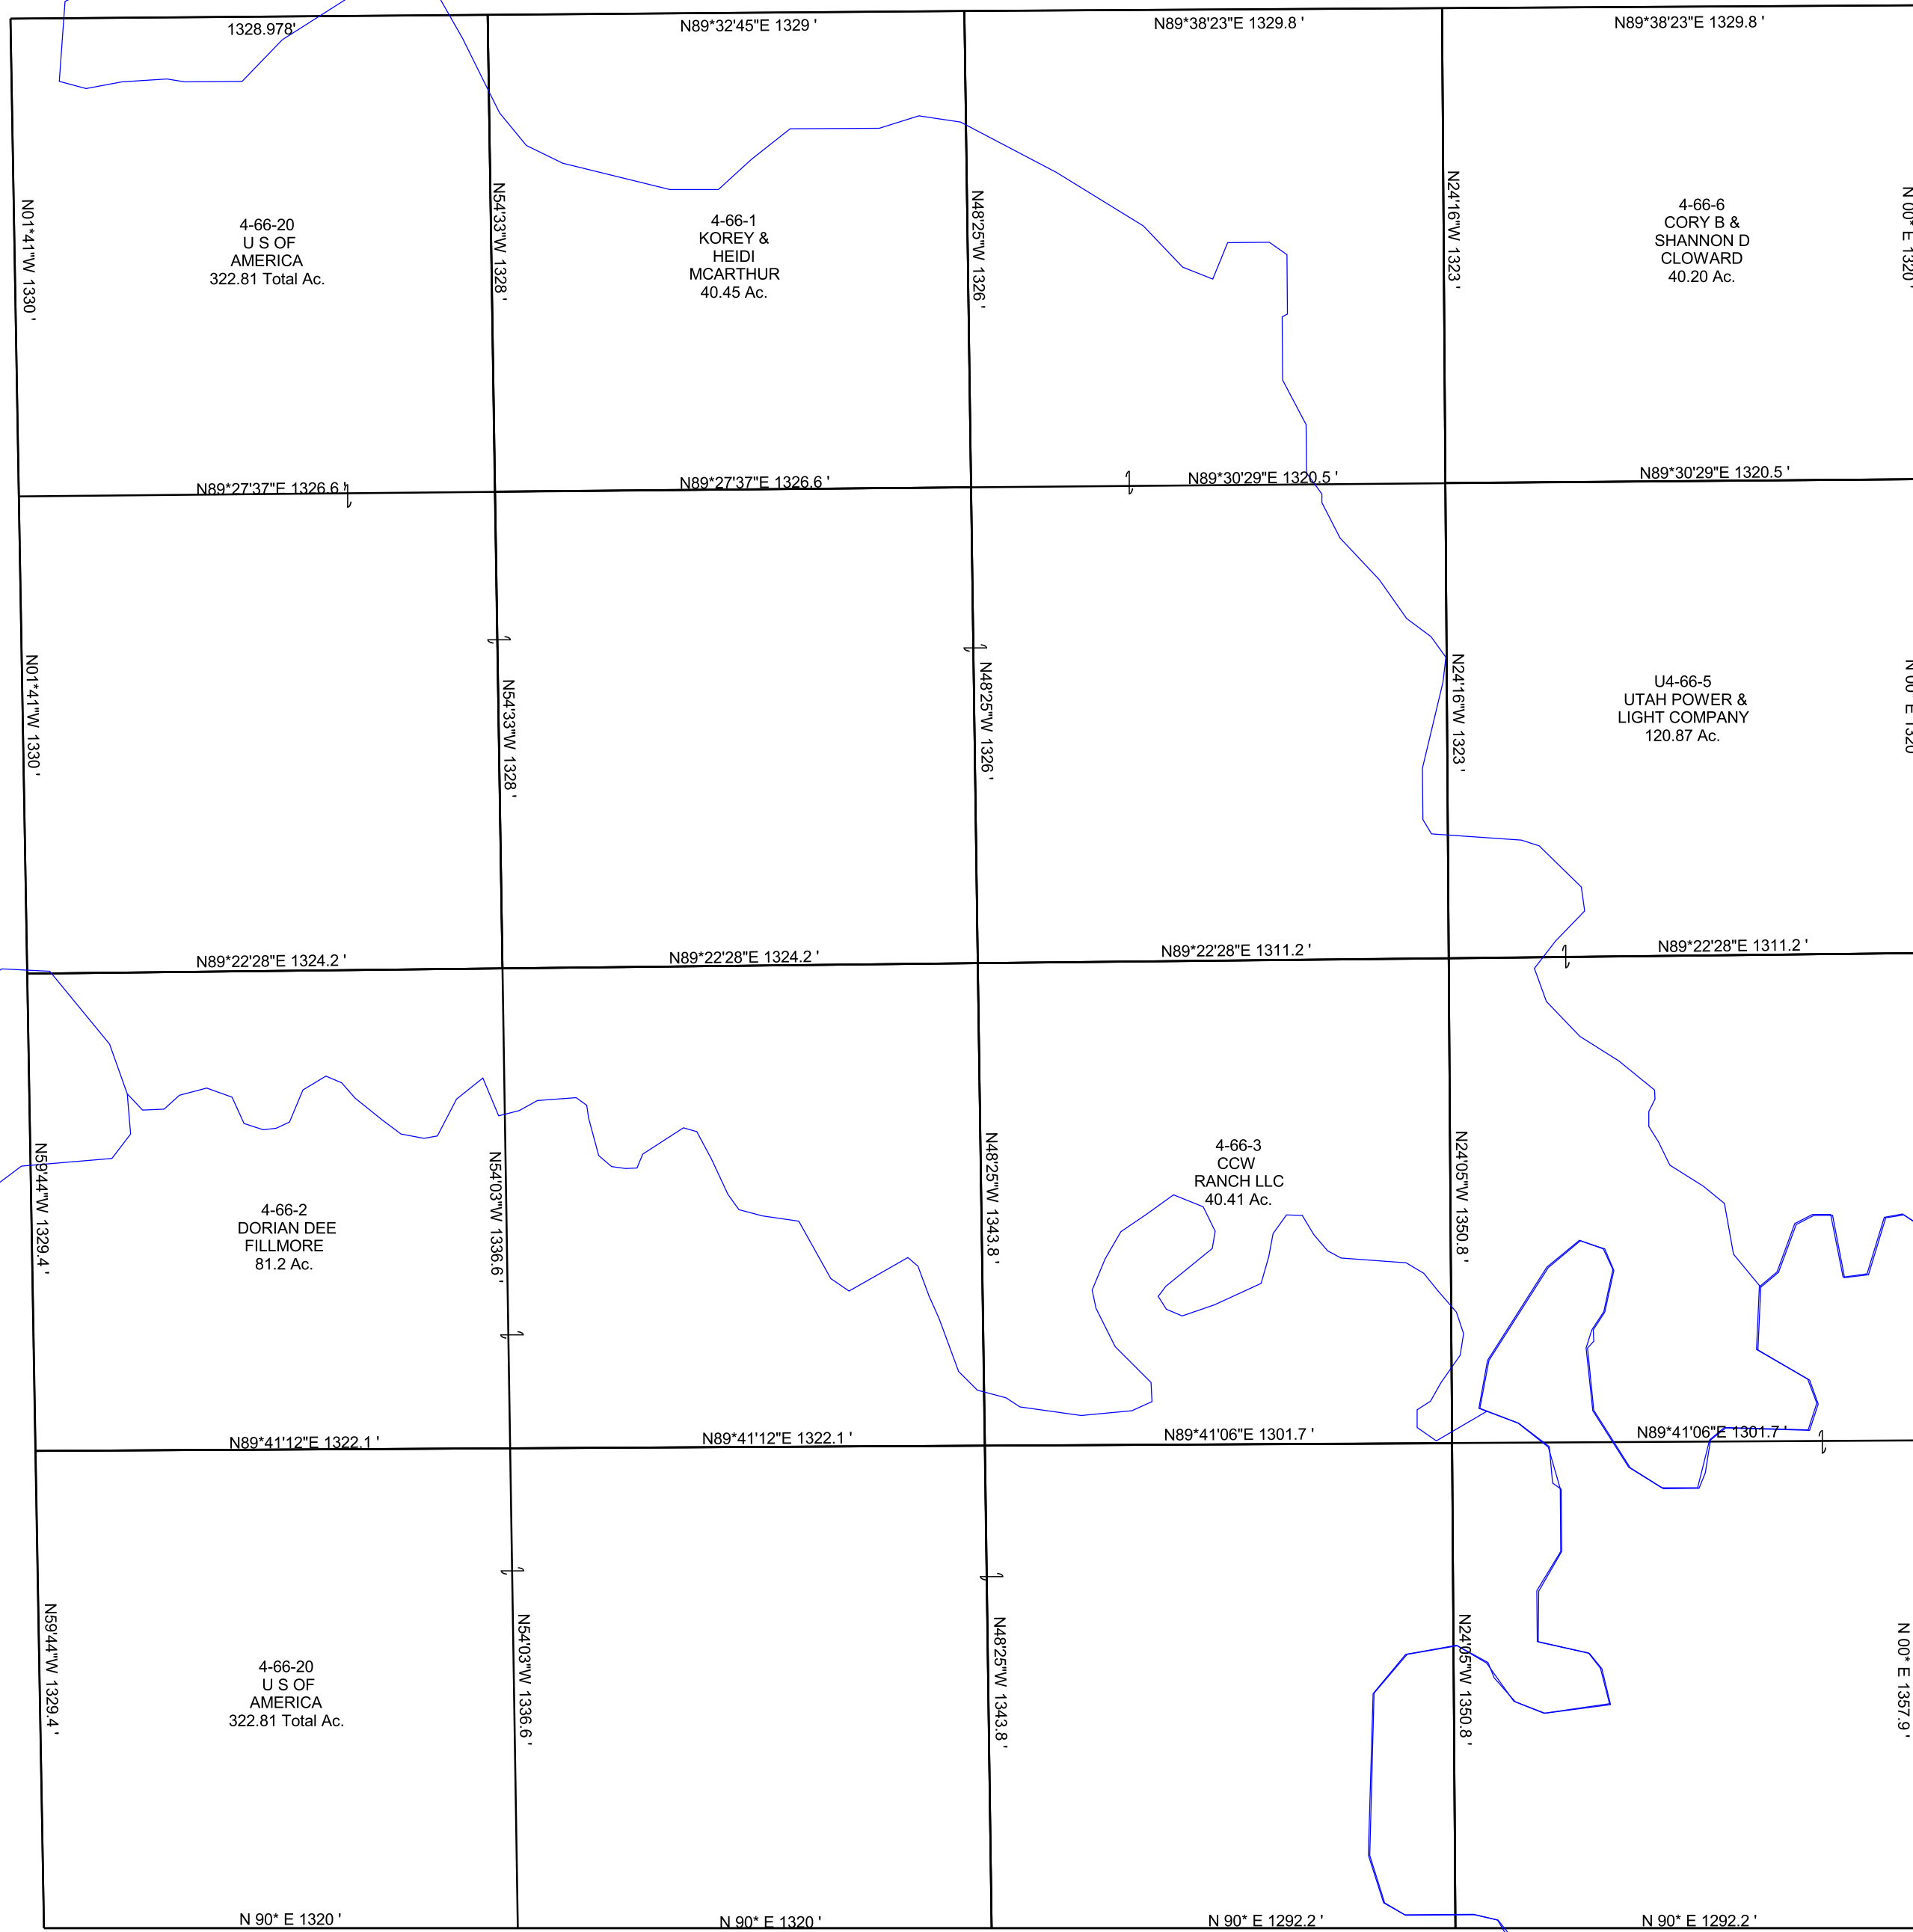 1328.978'
N89*32'45"E 1329 '
N89*38'23"E 1329.8 '
N89*38'23"E 1329.8 '
N01*41"W 1330 '
4-66-20
U S OF
AMERICA
322.81 Total Ac.
N54'33"W 1328 '
4-66-1
KOREY &
HEIDI
MCARTHUR
40.45 Ac.
N48'25"W 1326 '
N24'16"W 1323 '
4-66-6
CORY B &
SHANNON D
CLOWARD
40.20 Ac.
N 00* E 1320 '
N89*27'37"E 1326.6 '
N89*27'37"E 1326.6 '
N89*30'29"E 1320.5 '
N89*30'29"E 1320.5 '
N01*41"W 1330 '
N54'33"W 1328 '
N48'25"W 1326 '
N24'16"W 1323 '
U4-66-5
UTAH POWER &
LIGHT COMPANY
120.87 Ac.
N 00* E 1320
N89*22'28"E 1324.2 '
N89*22'28"E 1324.2 '
N89*22'28"E 1311.2 '
N89*22'28"E 1311.2 '
N59'44"W 1329.4 '
4-66-2
DORIAN DEE
FILLMORE
81.2 Ac.
N54'03"W 1336.6 '
N48'25"W 1343.8 '
4-66-3
CCW
RANCH LLC
40.41 Ac.
N24'05"W 1350.8 '
N89*41'12"E 1322.1 '
N89*41'12"E 1322.1 '
N89*41'06"E 1301.7 '
N89*41'06"E 1301.7 '
N59'44"W 1329.4 '
4-66-20
U S OF
AMERICA
322.81 Total Ac.
N54'03"W 1336.6 '
N48'25"W 1343.8 '
N24'05"W 1350.8 '
N 00* E 1357.9 '
N 90* E 1320 '
N 90* E 1320 '
N 90* E 1292.2 '
N 90* E 1292.2 '